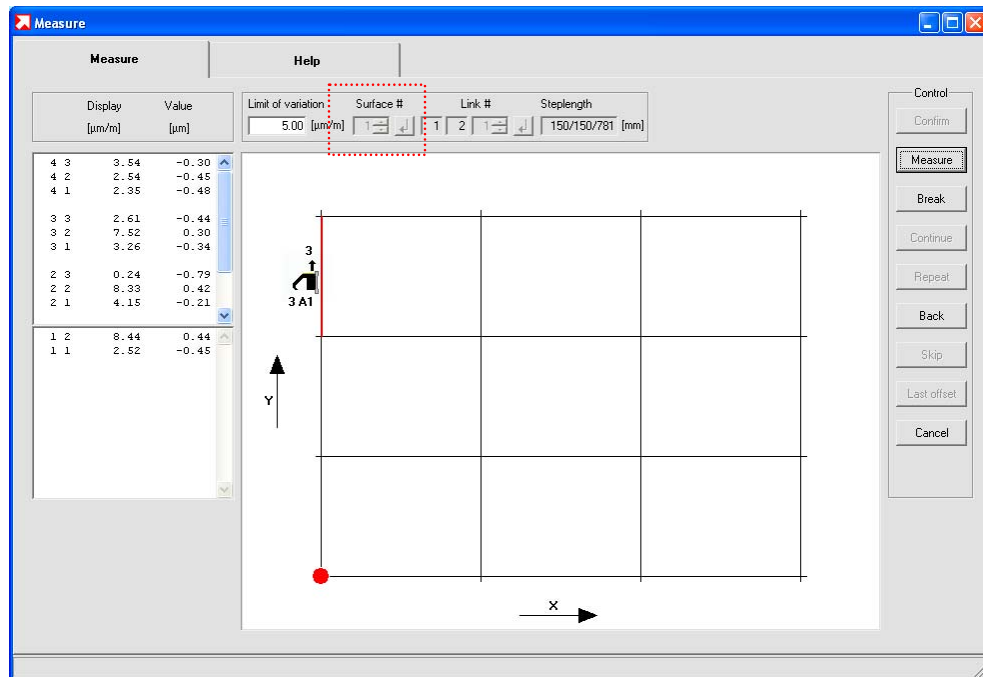 Measure
Measure Help
Display Value
[µm/m] [µm]
Limit of variation Surface # Link # Steplength
5.00 [µm/m] 1 1 2 1 150/150/781 [mm]
4 3 3.54 -0.30
4 2 2.54 -0.45
4 1 2.35 -0.48
3 3 2.61 -0.44
3 2 7.52 0.30
3 1 3.26 -0.34
2 3 0.24 -0.79
2 2 8.33 0.42
2 1 4.15 -0.21
1 2 8.44 0.44
1 1 2.52 -0.45
3
3 A1
Y
X
Control
Confirm
Measure
Break
Continue
Repeat
Back
Skip
Last offset
Cancel